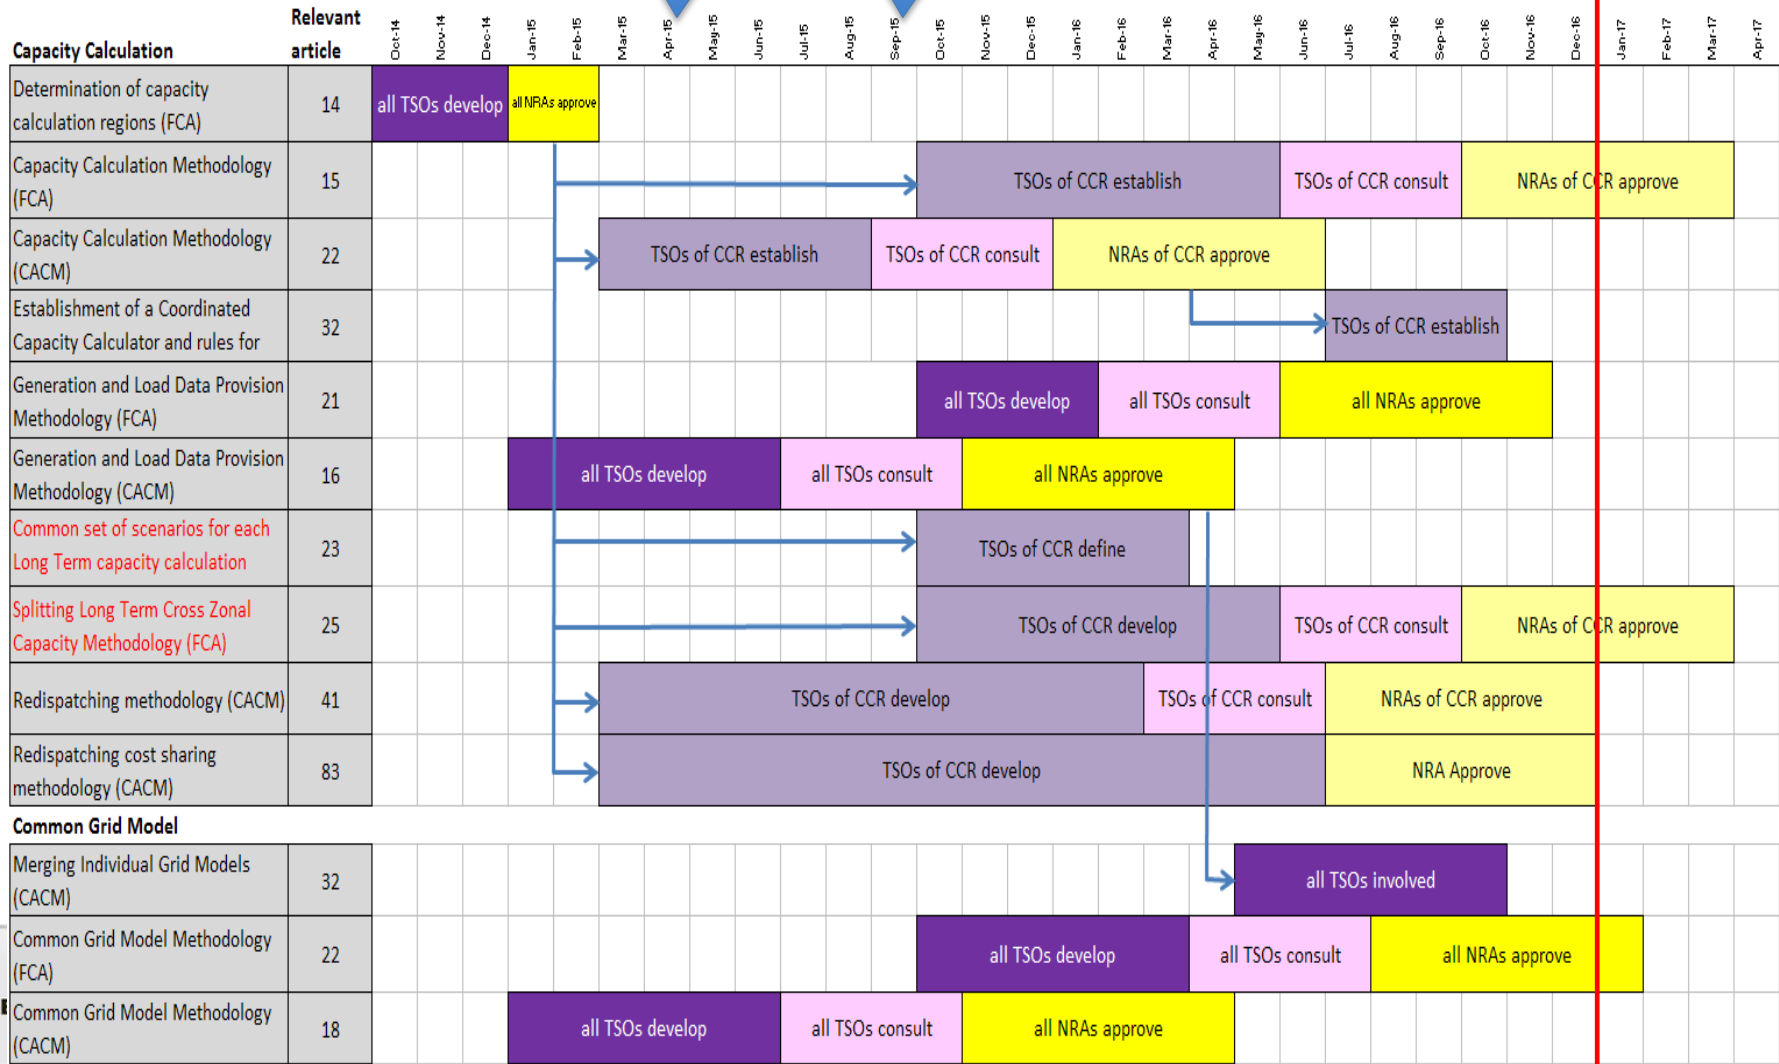 Capacity Calculation
Relevant
article
Oct-14
Nov-14
Dec-14
Jan-15
Feb-15
Mar-15
Apr-15
May-15
Jun-15
Jul-15
Aug-15
Sep-15
Oct-15
Nov-15
Dec-15
Jan-16
Feb-16
Mar-16
Apr-16
May-16
Jun-16
Jul-16
Aug-16
Sep-16
Oct-16
Nov-16
Dec-16
Jan-17
Feb-17
Mar-17
Apr-17
Determination of capacity
calculation regions (FCA)
14
all TSOs develop
all NRAs approve
Capacity Calculation Methodology
(FCA)
15
TSOs of CCR establish
TSOs of CCR consult
NRAs of CCR approve
Capacity Calculation Methodology
(CACM)
22
TSOs of CCR establish
TSOs of CCR consult
NRAs of CCR approve
Establishment of a Coordinated
Capacity Calculator and rules for
32
TSOs of CCR establish
Generation and Load Data Provision
Methodology (FCA)
21
all TSOs develop
all TSOs consult
all NRAs approve
Generation and Load Data Provision
Methodology (CACM)
16
all TSOs develop
all TSOs consult
all NRAs approve
Common set of scenarios for each
Long Term capacity calculation
23
TSOs of CCR define
Splitting Long Term Cross Zonal
Capacity Methodology (FCA)
25
TSOs of CCR develop
TSOs of CCR consult
NRAs of CCR approve
Redispatching methodology (CACM)
41
TSOs of CCR develop
TSOs of CCR consult
NRAs of CCR approve
Redispatching cost sharing
methodology (CACM)
83
TSOs of CCR develop
NRA Approve
Common Grid Model
Merging Individual Grid Models
(CACM)
32
all TSOs involved
Common Grid Model Methodology
(FCA)
22
all TSOs develop
all TSOs consult
all NRAs approve
Common Grid Model Methodology
(CACM)
18
all TSOs develop
all TSOs consult
all NRAs approve